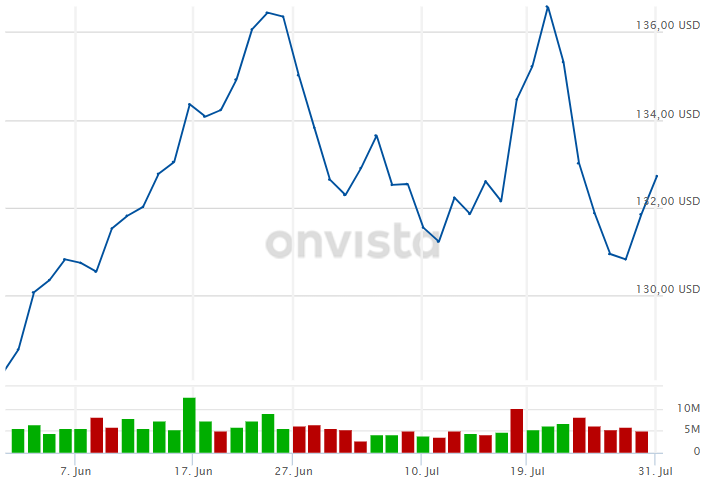 136,00 USD
134,00 USD
132,00 USD
onvista
130,00 USD
10M
5M
0
7. Jun 17. Jun 27. Jun 10. Jul 19. Jul 31. Jul